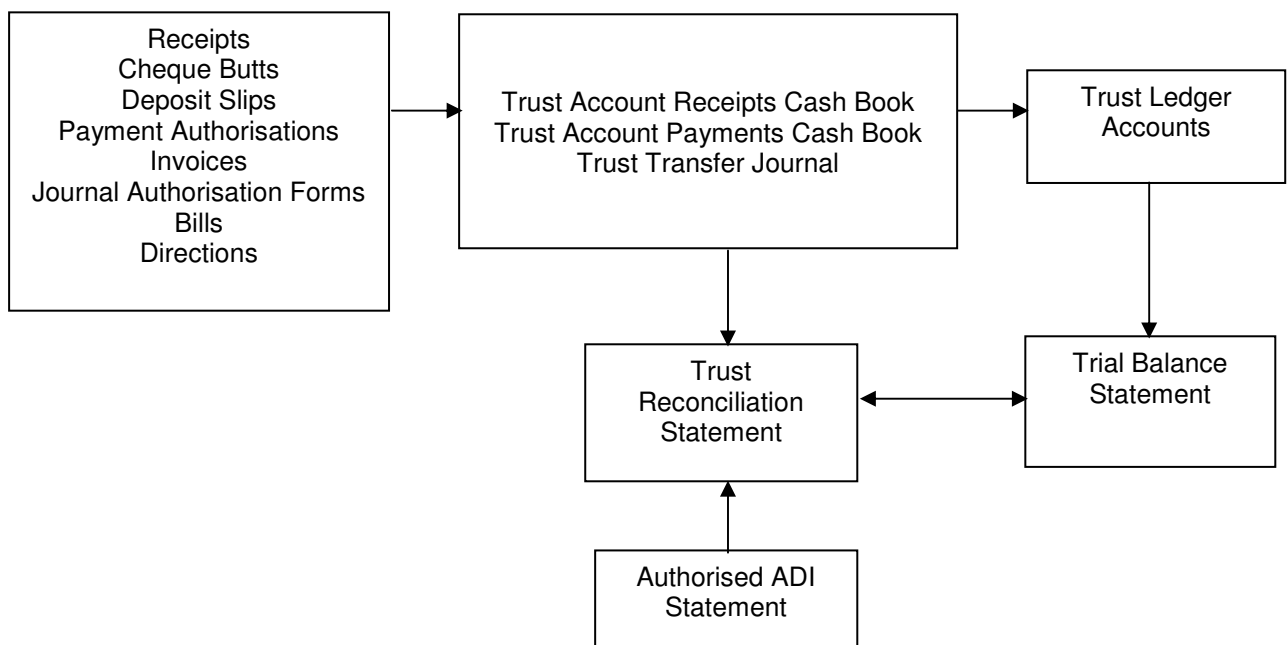 Receipts
Cheque Butts
Deposit Slips
Payment Authorisations
Invoices
Journal Authorisation Forms
Bills
Directions
Trust Account Receipts Cash Book
Trust Account Payments Cash Book
Trust Transfer Journal
Trust Ledger
Accounts
Trust
Reconciliation
Statement
Trial Balance
Statement
Authorised ADI
Statement